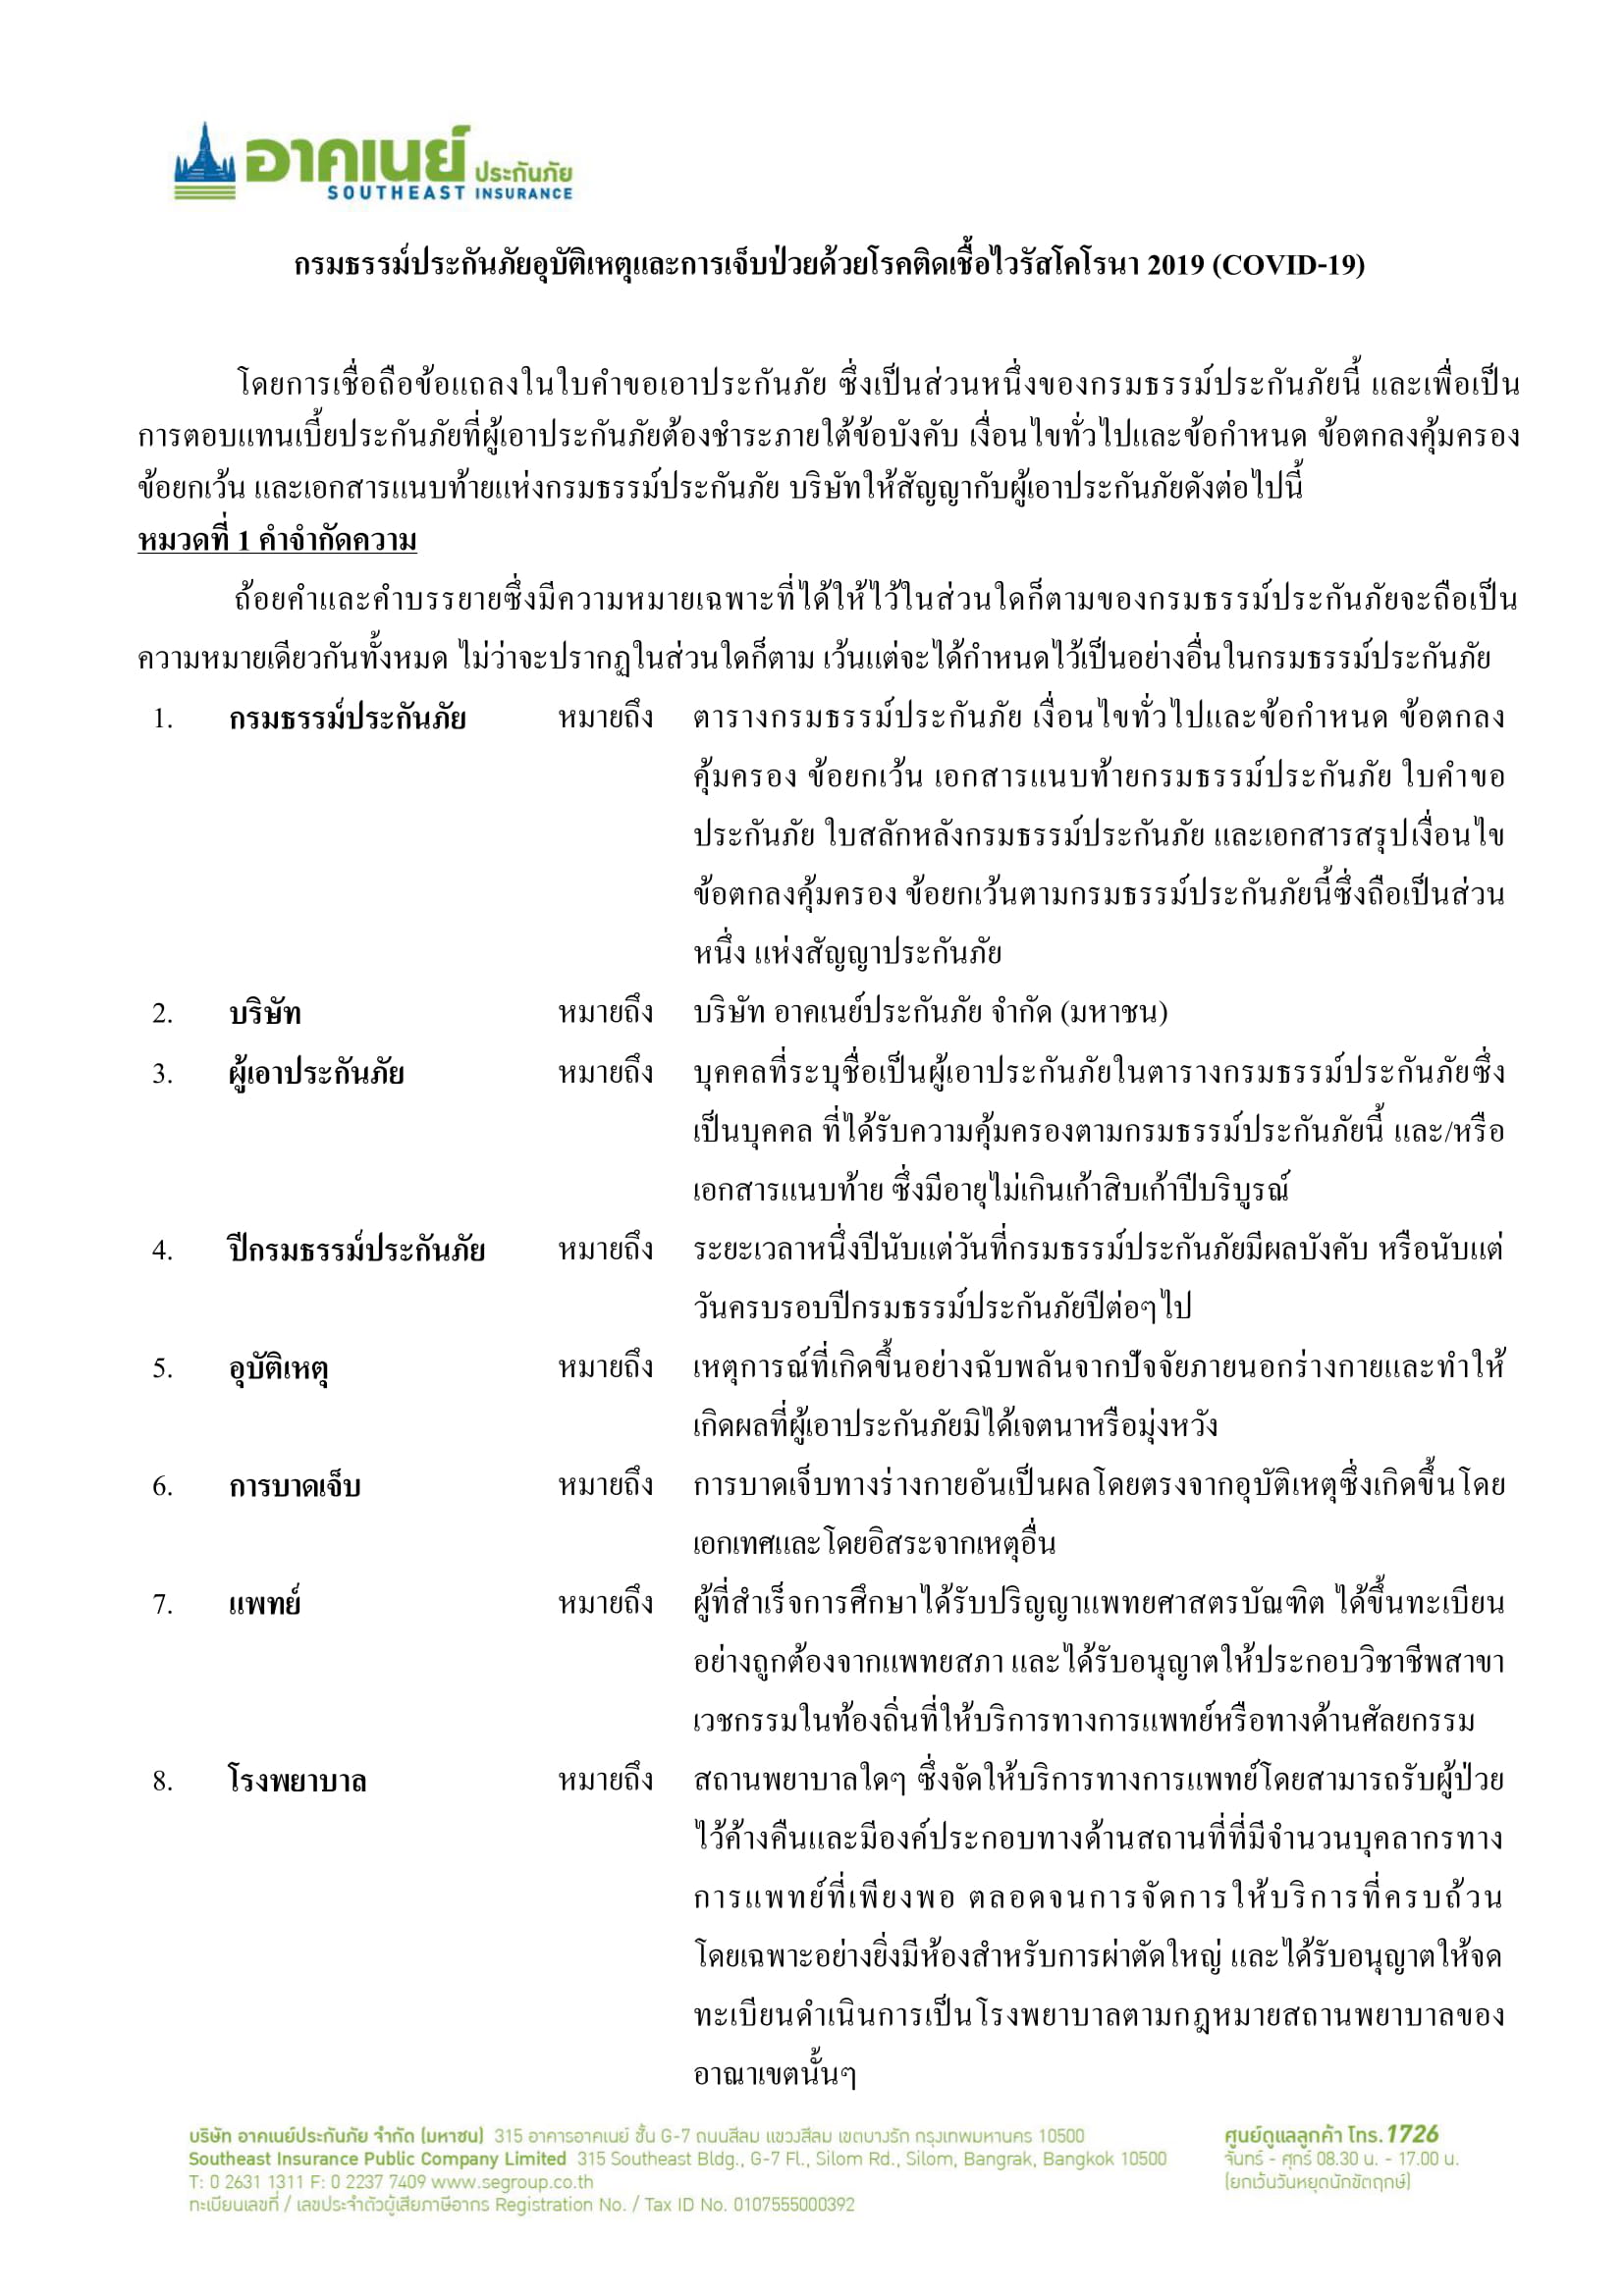 อาคเนย์ ประกันภัย
SOUTHEAST INSURANCE
กรมธรรม์ประกันภัยอุบัติเหตุและการเจ็บป่วยด้วยโรคติดเชื้อไวรัสโคโรนา 2019 (COVID-19)
โดยการเชื่อถือข้อแถลงในใบคำขอเอาประกันภัย ซึ่งเป็นส่วนหนึ่งของกรมธรรม์ประกันภัยนี้ และเพื่อเป็น
การตอบแทนเบี้ยประกันภัยที่ผู้เอาประกันภัยต้องชำระภายใต้ข้อบังคับ เงื่อนไขทั่วไปและข้อกำหนด ข้อตกลงคุ้มครอง
ข้อยกเว้น และเอกสารแนบท้ายแห่งกรมธรรม์ประกันภัย บริษัทให้สัญญากับผู้เอาประกันภัยดังต่อไปนี้
หมวดที่ 1 คำจำกัดความ
ถ้อยคำและคำบรรยายซึ่งมีความหมายเฉพาะที่ได้ให้ไว้ในส่วนใดก็ตามของกรมธรรม์ประกันภัยจะถือเป็น
ความหมายเดียวกันทั้งหมด ไม่ว่าจะปรากฏในส่วนใดก็ตาม เว้นแต่จะได้กำหนดไว้เป็นอย่างอื่นในกรมธรรม์ประกันภัย
1. กรมธรรม์ประกันภัย หมายถึง ตารางกรมธรรม์ประกันภัย เงื่อนไขทั่วไปและข้อกำหนด ข้อตกลง
คุ้มครอง ข้อยกเว้น เอกสารแนบท้ายกรมธรรม์ประกันภัย ใบคำขอ
ประกันภัย ใบสลักหลังกรมธรรม์ประกันภัย และเอกสารสรุปเงื่อนไข
ข้อตกลงคุ้มครอง ข้อยกเว้นตามกรมธรรม์ประกันภัยนี้ซึ่งถือเป็นส่วน
หนึ่ง แห่งสัญญาประกันภัย
2. บริษัท หมายถึง บริษัท อาคเนย์ประกันภัย จำกัด (มหาชน)
3. ผู้เอาประกันภัย หมายถึง บุคคลที่ระบุชื่อเป็นผู้เอาประกันภัยในตารางกรมธรรม์ประกันภัยซึ่ง
เป็นบุคคล ที่ได้รับความคุ้มครองตามกรมธรรม์ประกันภัยนี้ และ/หรือ
เอกสารแนบท้าย ซึ่งมีอายุไม่เกินเก้าสิบเก้าปีบริบูรณ์
4. ปีกรมธรรม์ประกันภัย หมายถึง ระยะเวลาหนึ่งปีนับแต่วันที่กรมธรรม์ประกันภัยมีผลบังคับ หรือนับแต่
วันครบรอบปีกรมธรรม์ประกันภัยปีต่อๆไป
5. อุบัติเหตุ หมายถึง เหตุการณ์ที่เกิดขึ้นอย่างฉับพลันจากปัจจัยภายนอกร่างกายและทำให้
เกิดผลที่ผู้เอาประกันภัยมิได้เจตนาหรือมุ่งหวัง
6. การบาดเจ็บ หมายถึง การบาดเจ็บทางร่างกายอันเป็นผลโดยตรงจากอุบัติเหตุซึ่งเกิดขึ้นโดย
เอกเทศและโดยอิสระจากเหตุอื่น
7. แพทย์ หมายถึง ผู้ที่สำเร็จการศึกษาได้รับปริญญาแพทยศาสตรบัณฑิต ได้ขึ้นทะเบียน
อย่างถูกต้องจากแพทยสภา และได้รับอนุญาตให้ประกอบวิชาชีพสาขา
เวชกรรมในท้องถิ่นที่ให้บริการทางการแพทย์หรือทางด้านศัลยกรรม
8. โรงพยาบาล หมายถึง สถานพยาบาลใดๆ ซึ่งจัดให้บริการทางการแพทย์โดยสามารถรับผู้ป่วย
ไว้ค้างคืนและมีองค์ประกอบทางด้านสถานที่ที่มีจำนวนบุคลากรทาง
การแพทย์ที่เพียงพอ ตลอดจนการจัดการให้บริการที่ครบถ้วน
โดยเฉพาะอย่างยิ่งมีห้องสำหรับการผ่าตัดใหญ่ และได้รับอนุญาตให้จด
ทะเบียนดำเนินการเป็นโรงพยาบาลตามกฎหมายสถานพยาบาลของ
อาณาเขตนั้นๆ
บริษัท อาคเนย์ประกันภัย จำกัด (มหาชน) 315 อาคารอาคเนย์ ชั้น G-7 ถนนสีลม แขวงสีลม เขตบางรัก กรุงเทพมหานคร 10500
Southeast Insurance Public Company Limited 315 Southeast Bldg., G-7 Fl., Silom Rd., Silom, Bangrak, Bangkok 10500
T: 0 2631 1311 F: 0 2237 7409 www.segroup.co.th
ทะเบียนเลขที่ / เลขประจำตัวผู้เสียภาษีอากร Registration No. / Tax ID No. 0107555000392
ศูนย์ดูแลลูกค้า โทร.1726
จันทร์ - ศุกร์ 08.30 น. - 17.00 น.
(ยกเว้นวันหยุดนักขัตฤกษ์)